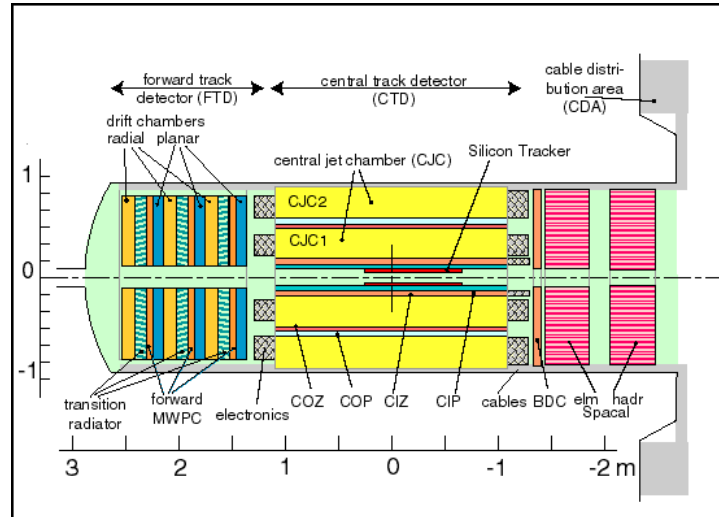 forward track
detector (FTD)
central track detector
(CTD)
cable distri-
bution area
(CDA)
drift chambers
radial planar
central jet chamber (CJC)
Silicon Tracker
1
CJC2
CJC1
0
-1
transition
radiator
forward
MWPC
electronics
COZ
COP
CIZ
CIP
cables
BDC
elm hadr
Spacal
3 2 1 0 -1 -2 m